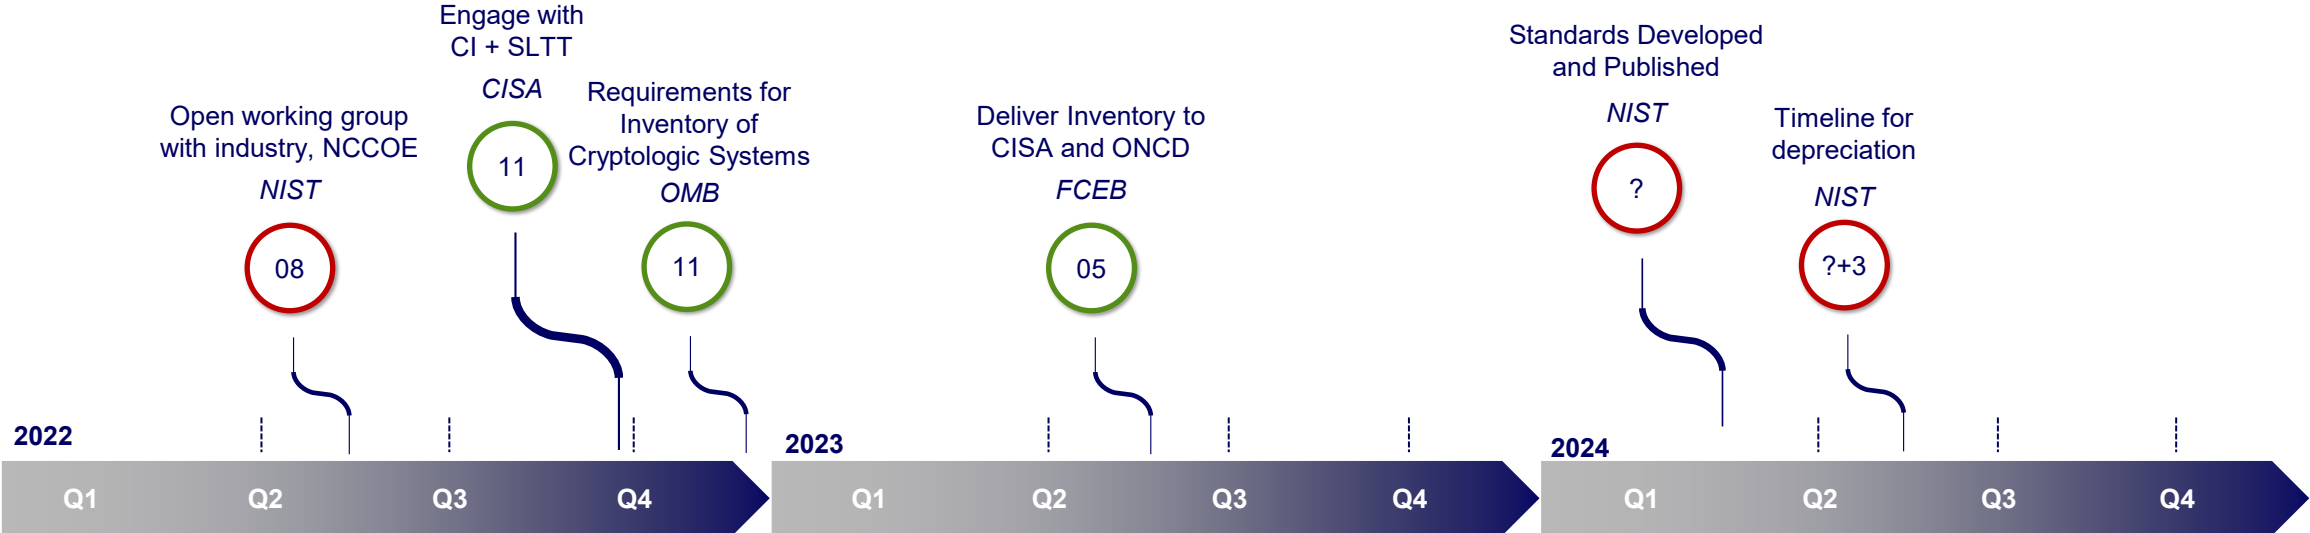 Open working group
with industry, NCCOE
NIST
08
Engage with
CI + SLTT
CISA
11
Requirements for
Inventory of
Cryptologic Systems
OMB
11
Deliver Inventory to
CISA and ONCD
FCEB
05
Standards Developed
and Published
NIST
?
Timeline for
depreciation
NIST
?+3
2022
Q1
Q2
Q3
Q4
2023
Q1
Q2
Q3
Q4
2024
Q1
Q2
Q3
Q4